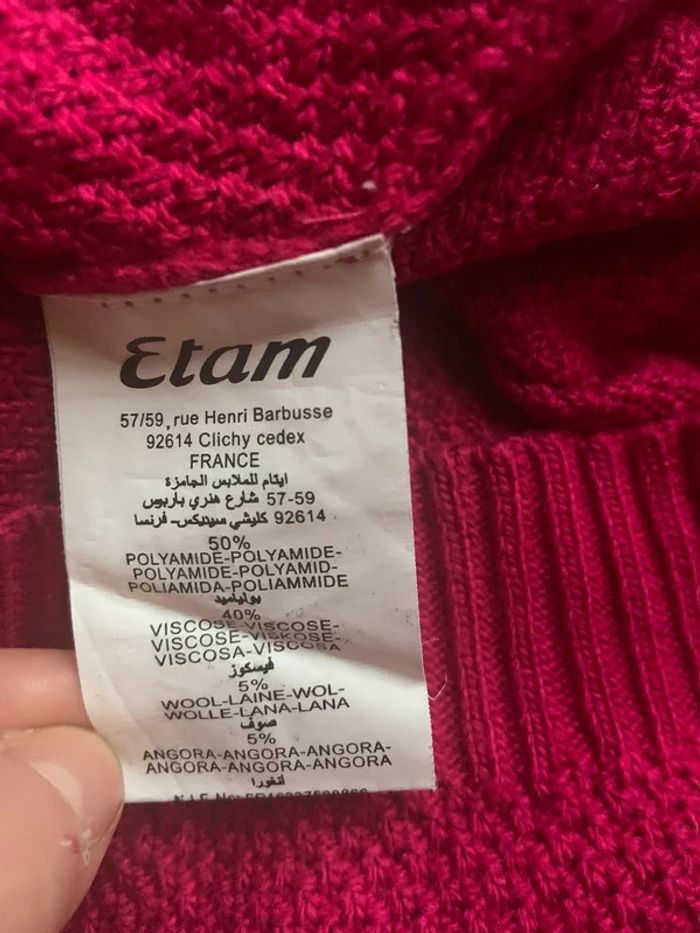 Etam
57/59, rue Henri Barbusse
92614 Clichy cedex
FRANCE
ايتام للملابس الجاهزة
57-59 شارع هنري باربوس
92614 كليشي سيديكس- فرنسا
50%
POLYAMIDE-POLYAMIDE-
POLYAMIDE-POLYAMID-
POLIAMIDA-POLIAMMIDE
بولياميد
40%
VISCOSE-VISCOSE-
VISCOSE-VISKOSE-
VISCOSA-VISCOSA
فيسكوز
5%
WOOL-LAINE-WOL-
WOLLE-LANA-LANA
صوف
5%
ANGORA-ANGORA-ANGORA-
ANGORA-ANGORA-ANGORA
أنغورا